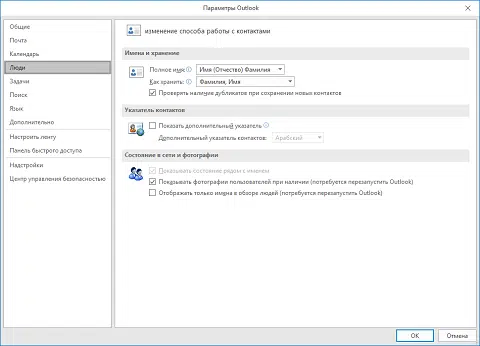 Параметры Outlook
Общие
Почта
Календарь
Люди
Задачи
Поиск
Язык
Дополнительно
Настроить ленту
Панель быстрого доступа
Надстройки
Центр управления безопасностью
изменение способа работы с контактами
Имена и хранение
Полное имя
Имя (Отчество) Фамилия
Как хранить:
Фамилия, Имя
Проверять наличие дубликатов при сохранении новых контактов
Указатель контактов
Показать дополнительный указатель
Дополнительный указатель контактов:
Арабский
Состояние в сети и фотографии
Показывать состояние рядом с именем
Показывать фотографии пользователей при наличии (потребуется перезапустить Outlook)
Отображать только имена в обзоре людей (потребуется перезапустить Outlook)
ОК
Отмена